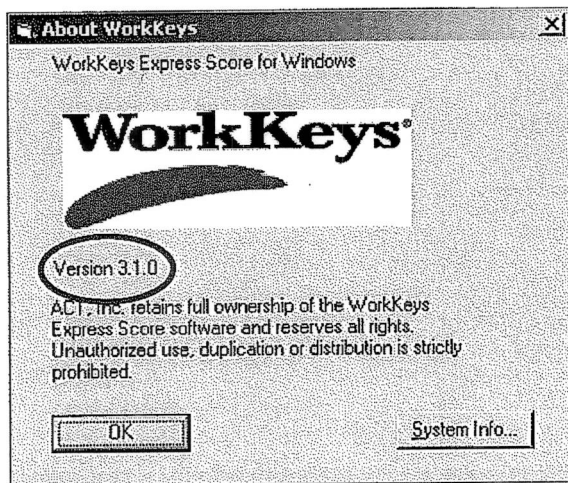 About WorkKeys
WorkKeys Express Score for Windows
WorkKeys®
Version 3.1.0
ACT, Inc. retains full ownership of the WorkKeys
Express Score software and reserves all rights.
Unauthorized use, duplication or distribution is strictly
prohibited.
OK
System Info...